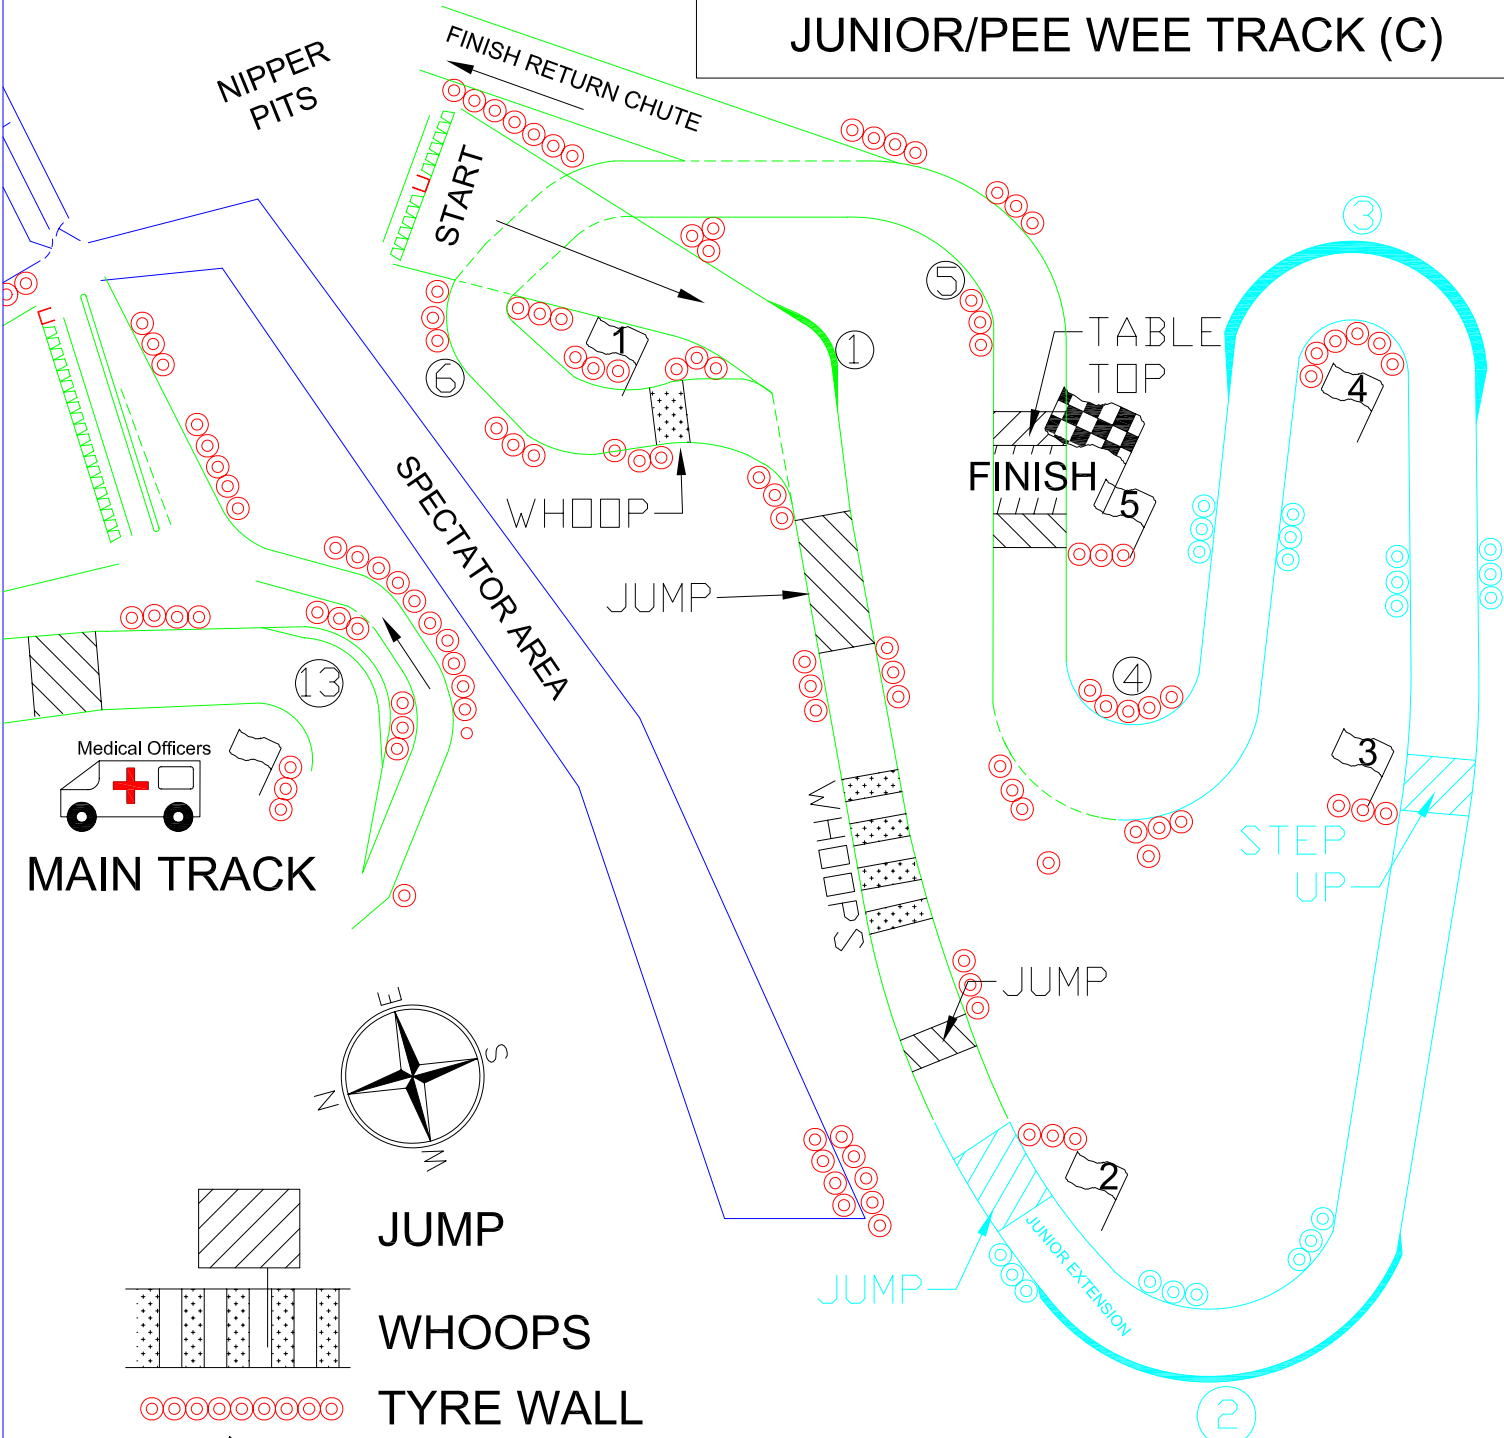 JUNIOR/PEE WEE TRACK (C)
FINISH RETURN CHUTE
NIPPER
PITS
START
3
5
1
1
TABLE
TOP
6
4
FINISH
5
WHOOP
SPECTATOR AREA
JUMP
13
4
Medical Officers
3
WHOOPS
STEP
UP
MAIN TRACK
JUMP
E
S
N
W
2
JUNIOR EXTENSION
JUMP
JUMP
WHOOPS
TYRE WALL
2